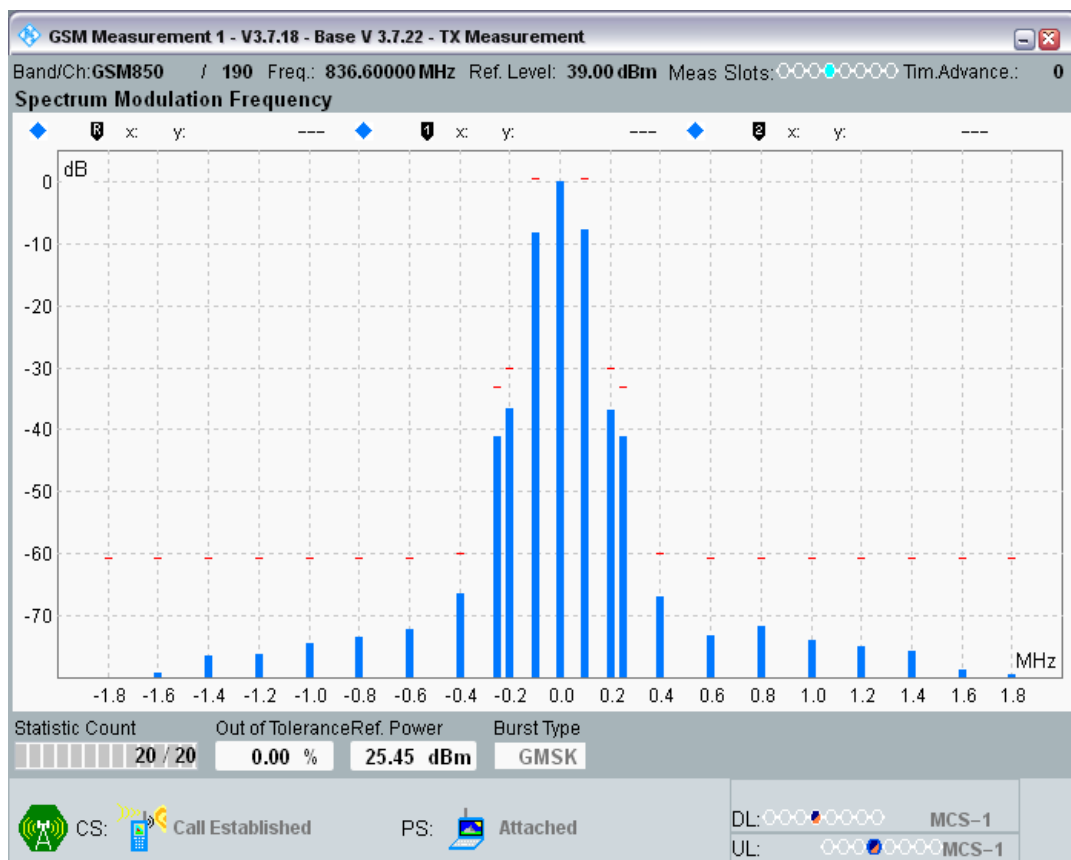 GSM Measurement 1 - V3.7.18 - Base V 3.7.22 - TX Measurement
Band/Ch:GSM850 / 190 Freq.: 836.60000 MHz Ref. Level: 39.00 dBm Meas Slots: Tim.Advance.: 0
Spectrum Modulation Frequency
R x: y: --- 1 x: y: --- 2 x: y: ---
dB
0
-10
-20
-30
-40
-50
-60
-70
MHz
-1.8 -1.6 -1.4 -1.2 -1.0 -0.8 -0.6 -0.4 -0.2 0.0 0.2 0.4 0.6 0.8 1.0 1.2 1.4 1.6 1.8
Statistic Count Out of Tolerance Ref. Power Burst Type
20 / 20 0.00 % 25.45 dBm GMSK
CS: Call Established PS: Attached DL: MCS-1
UL: MCS-1